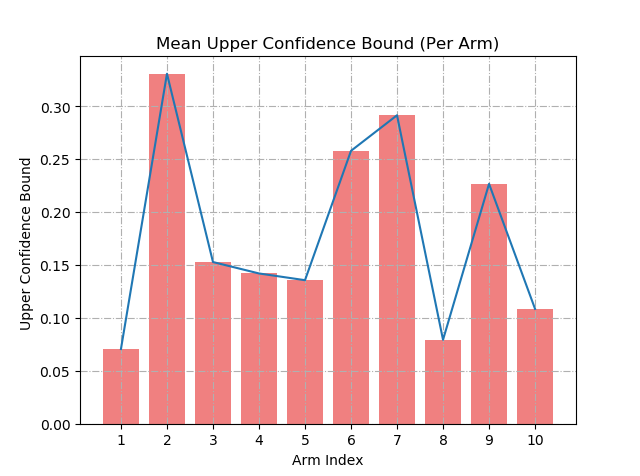 Mean Upper Confidence Bound (Per Arm)
Upper Confidence Bound
0.30
0.25
0.20
0.15
0.10
0.05
0.00
1 2 3 4 5 6 7 8 9 10
Arm Index